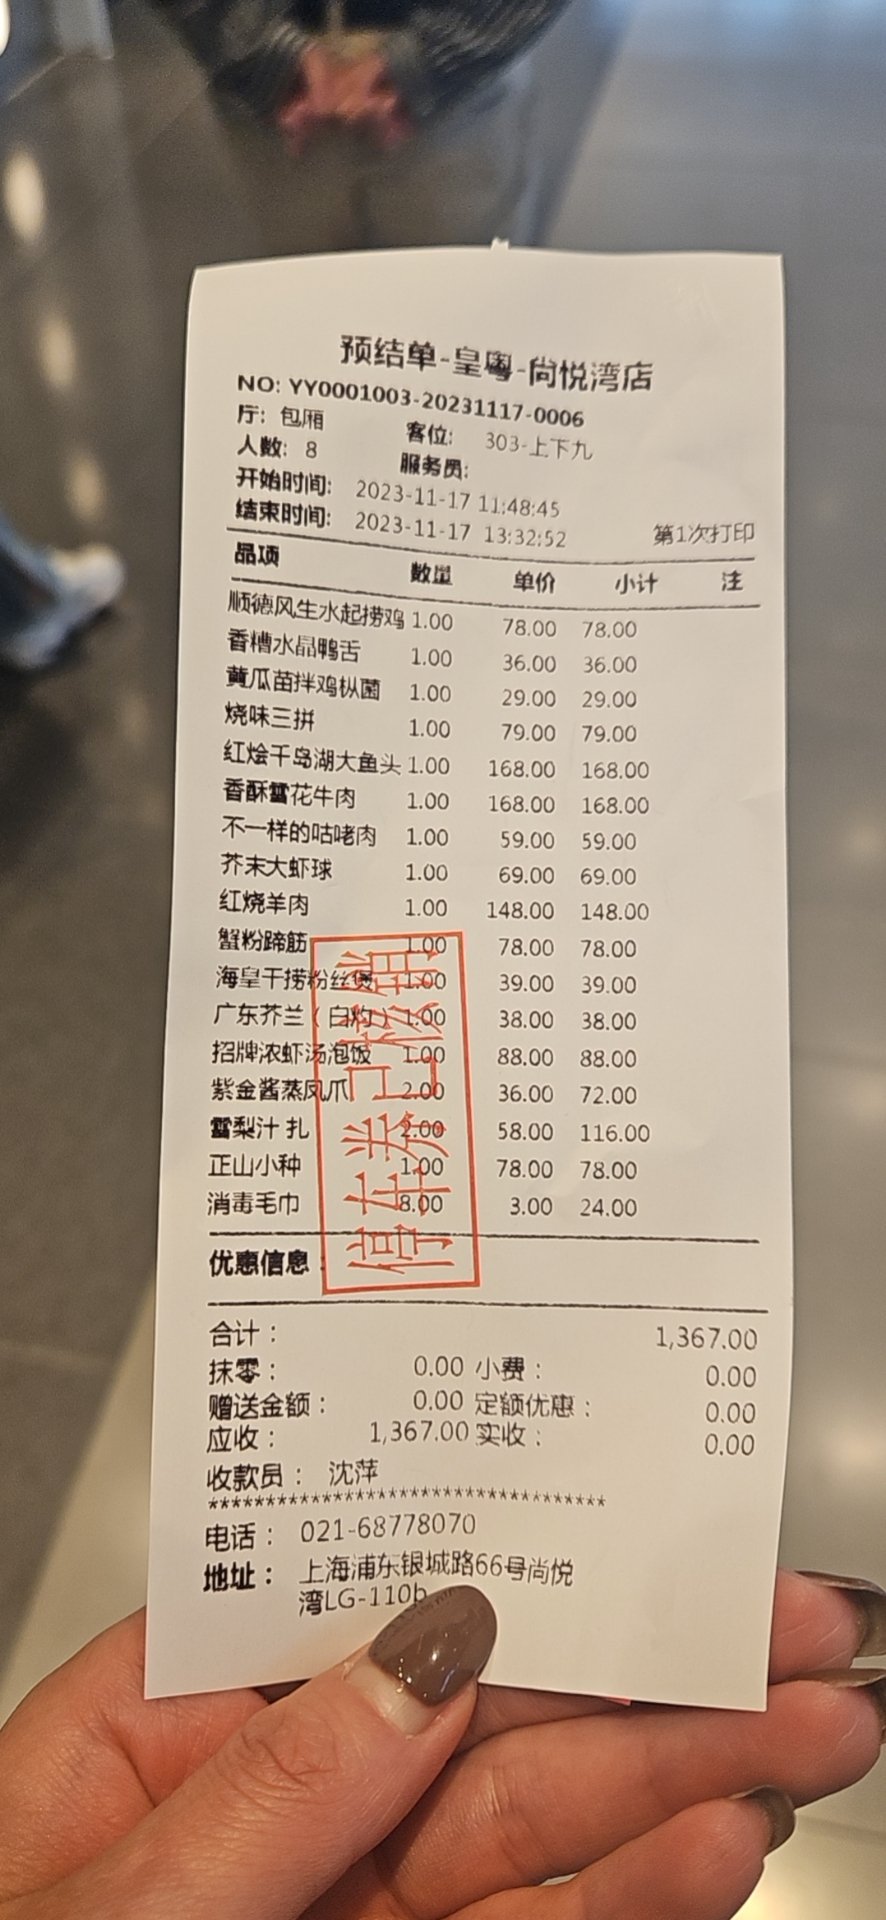 预结单-皇粤-尚悦湾店
NO: YY0001003-20231117-0006
厅: 包厢 客位: 303-上下九
人数: 8 服务员:
开始时间: 2023-11-17 11:48:45
结束时间: 2023-11-17 13:32:52 第1次打印
品项 数量 单价 小计 注
顺德风生水起捞鸡 1.00 78.00 78.00
香糟水晶鸭舌 1.00 36.00 36.00
黄瓜苗拌鸡枞菌 1.00 29.00 29.00
烧味三拼 1.00 79.00 79.00
红烩千岛湖大鱼头 1.00 168.00 168.00
香酥雪花牛肉 1.00 168.00 168.00
不一样的咕咾肉 1.00 59.00 59.00
芥末大虾球 1.00 69.00 69.00
红烧羊肉 1.00 148.00 148.00
蟹粉蹄筋 1.00 78.00 78.00
海皇干捞粉丝煲 1.00 39.00 39.00
广东芥兰（白灼） 1.00 38.00 38.00
招牌浓虾汤泡饭 1.00 88.00 88.00
紫金酱蒸凤爪 2.00 36.00 72.00
雪梨汁 扎 2.00 58.00 116.00
正山小种 1.00 78.00 78.00
消毒毛巾 8.00 3.00 24.00
停车券已核销
优惠信息：
合计： 1,367.00
抹零： 0.00 小费： 0.00
赠送金额： 0.00 定额优惠： 0.00
应收： 1,367.00 实收： 0.00
收款员： 沈萍
**********************************
电话： 021-68778070
地址： 上海浦东银城路66号尚悦
湾LG-110b